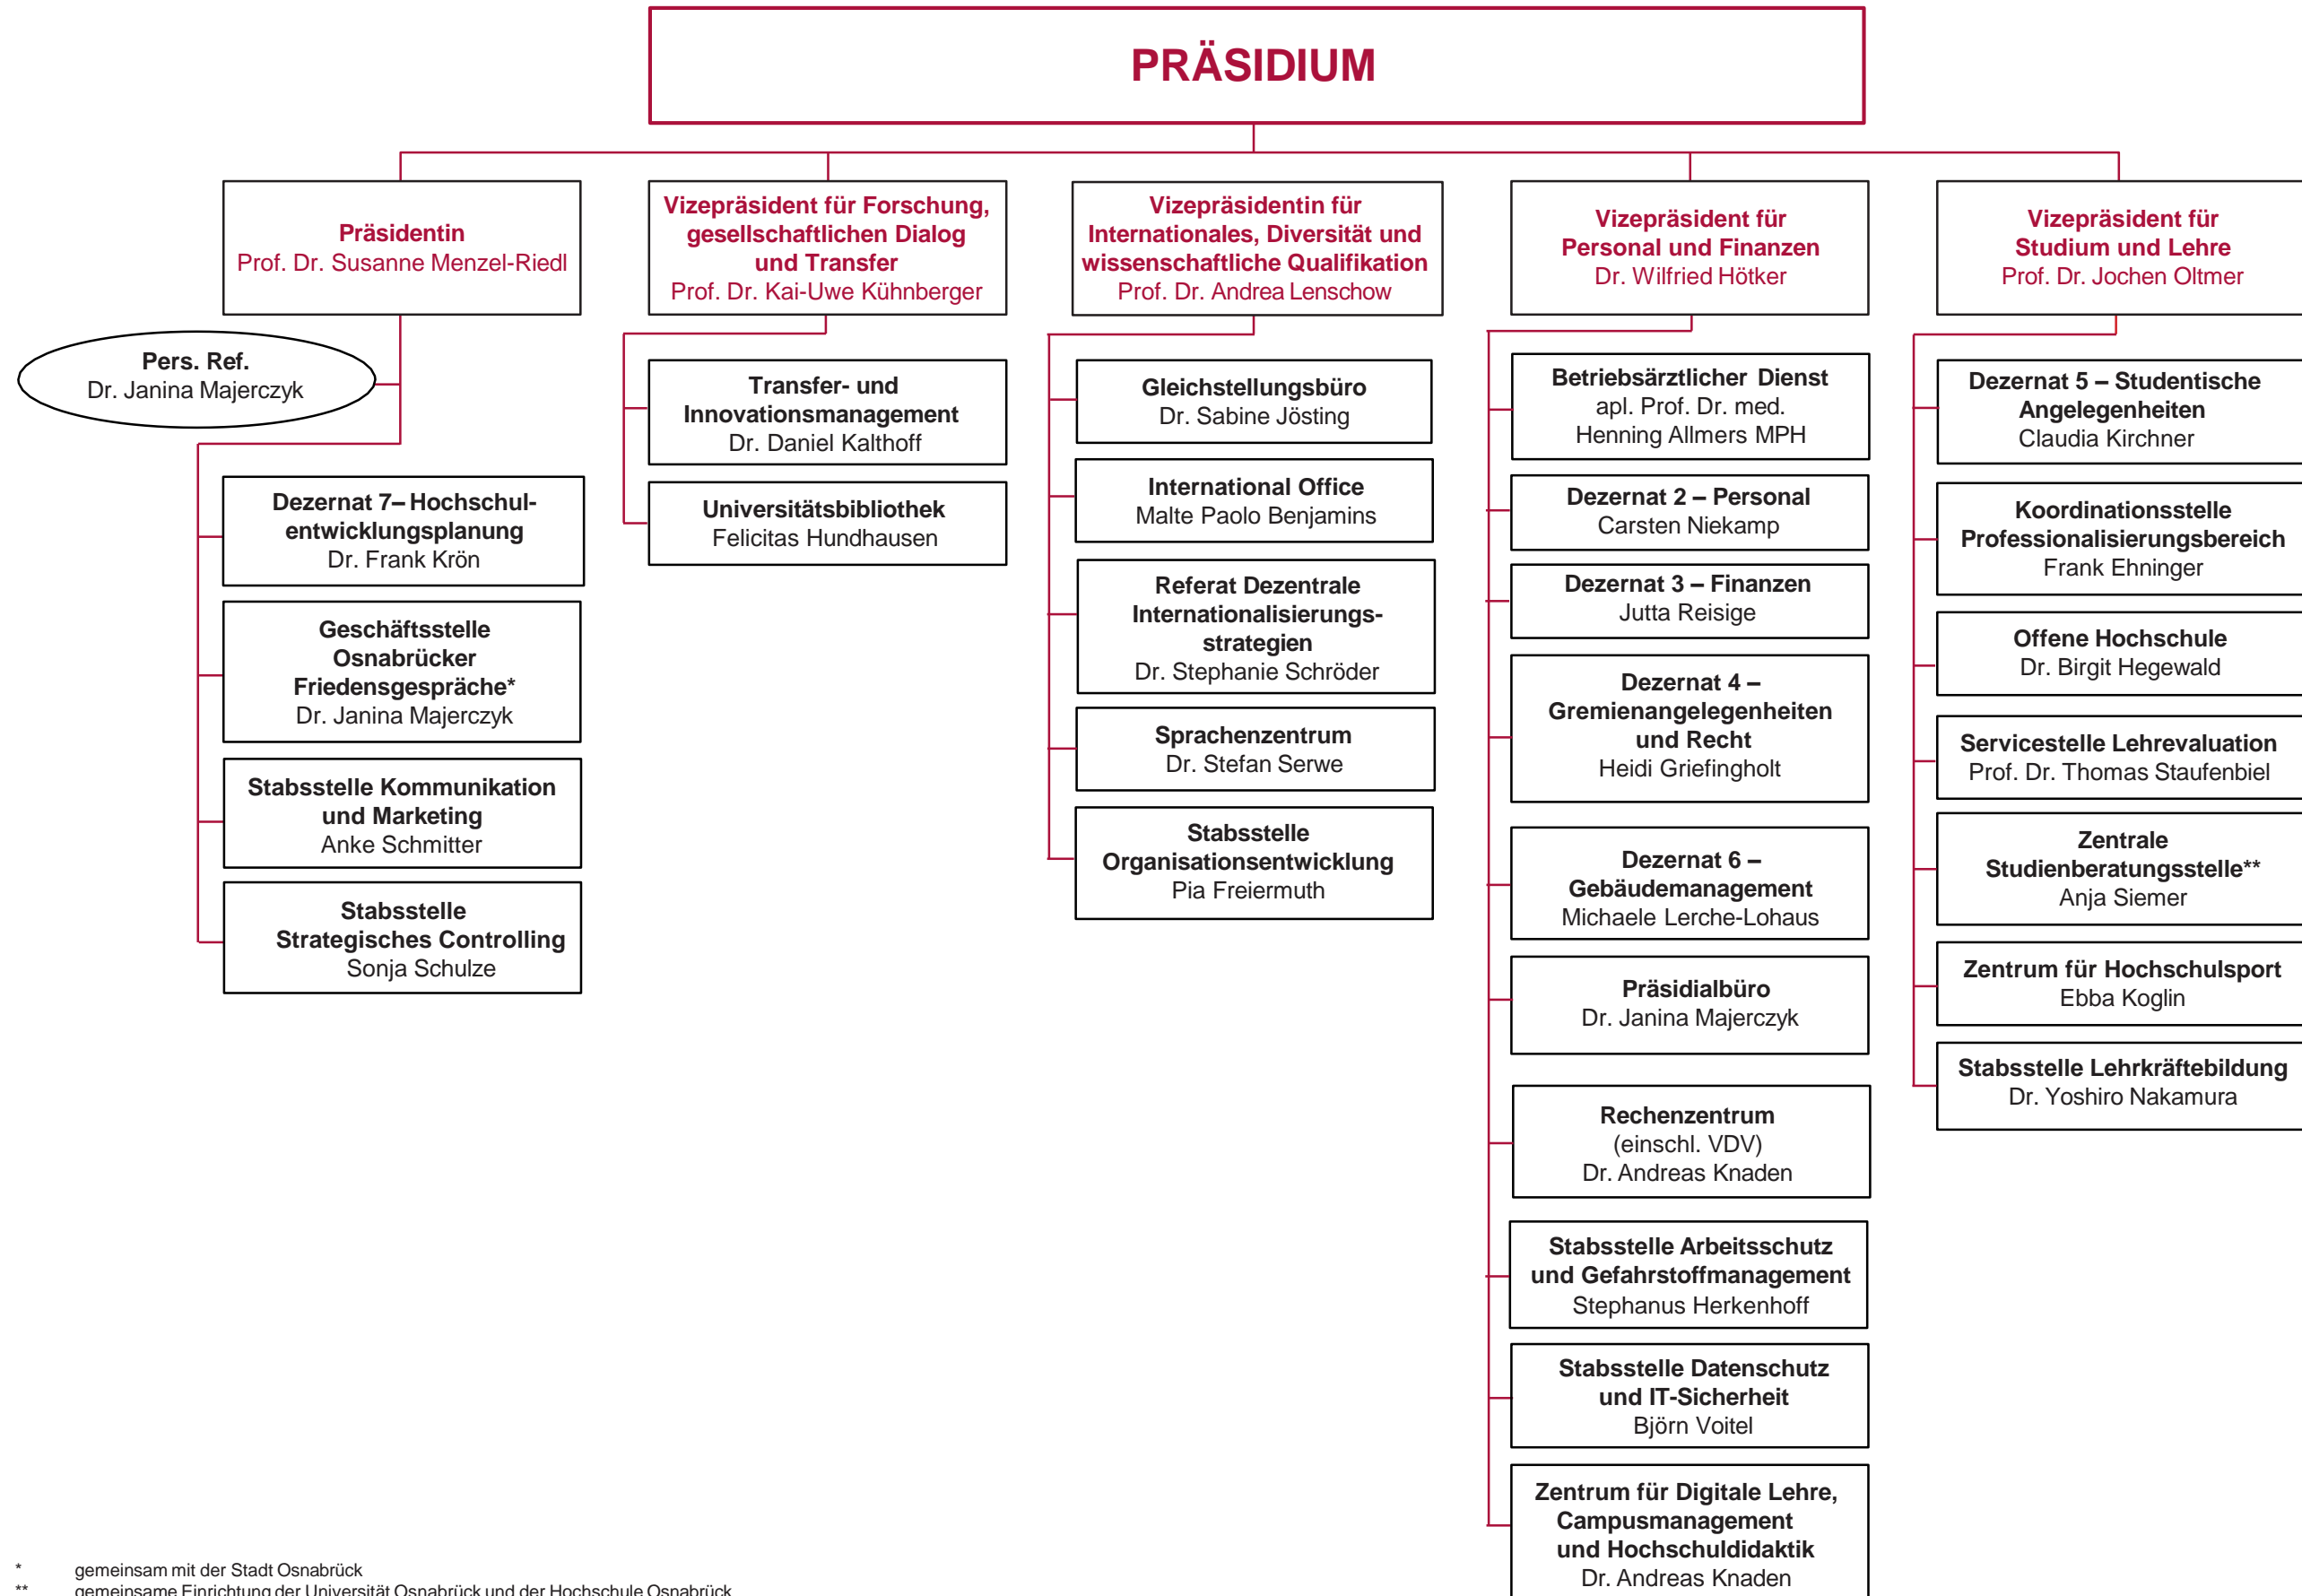 PRÄSIDIUM
Präsidentin
Prof. Dr. Susanne Menzel-Riedl
Pers. Ref.
Dr. Janina Majerczyk
Dezernat 7– Hochschul-
entwicklungsplanung
Dr. Frank Krön
Geschäftsstelle
Osnabrücker
Friedensgespräche*
Dr. Janina Majerczyk
Stabsstelle Kommunikation
und Marketing
Anke Schmitter
Stabsstelle
Strategisches Controlling
Sonja Schulze
Vizepräsident für Forschung,
gesellschaftlichen Dialog
und Transfer
Prof. Dr. Kai-Uwe Kühnberger
Transfer- und
Innovationsmanagement
Dr. Daniel Kalthoff
Universitätsbibliothek
Felicitas Hundhausen
Vizepräsidentin für
Internationales, Diversität und
wissenschaftliche Qualifikation
Prof. Dr. Andrea Lenschow
Gleichstellungsbüro
Dr. Sabine Jösting
International Office
Malte Paolo Benjamins
Referat Dezentrale
Internationalisierungs-
strategien
Dr. Stephanie Schröder
Sprachenzentrum
Dr. Stefan Serwe
Stabsstelle
Organisationsentwicklung
Pia Freiermuth
Vizepräsident für
Personal und Finanzen
Dr. Wilfried Hötker
Betriebsärztlicher Dienst
apl. Prof. Dr. med.
Henning Allmers MPH
Dezernat 2 – Personal
Carsten Niekamp
Dezernat 3 – Finanzen
Jutta Reisige
Dezernat 4 –
Gremienangelegenheiten
und Recht
Heidi Griefingholt
Dezernat 6 –
Gebäudemanagement
Michaele Lerche-Lohaus
Präsidialbüro
Dr. Janina Majerczyk
Rechenzentrum
(einschl. VDV)
Dr. Andreas Knaden
Stabsstelle Arbeitsschutz
und Gefahrstoffmanagement
Stephanus Herkenhoff
Stabsstelle Datenschutz
und IT-Sicherheit
Björn Voitel
Zentrum für Digitale Lehre,
Campusmanagement
und Hochschuldidaktik
Dr. Andreas Knaden
Vizepräsident für
Studium und Lehre
Prof. Dr. Jochen Oltmer
Dezernat 5 – Studentische
Angelegenheiten
Claudia Kirchner
Koordinationsstelle
Professionalisierungsbereich
Frank Ehninger
Offene Hochschule
Dr. Birgit Hegewald
Servicestelle Lehrevaluation
Prof. Dr. Thomas Staufenbiel
Zentrale
Studienberatungsstelle**
Anja Siemer
Zentrum für Hochschulsport
Ebba Koglin
Stabsstelle Lehrkräftebildung
Dr. Yoshiro Nakamura
* gemeinsam mit der Stadt Osnabrück
** gemeinsame Einrichtung der Universität Osnabrück und der Hochschule Osnabrück